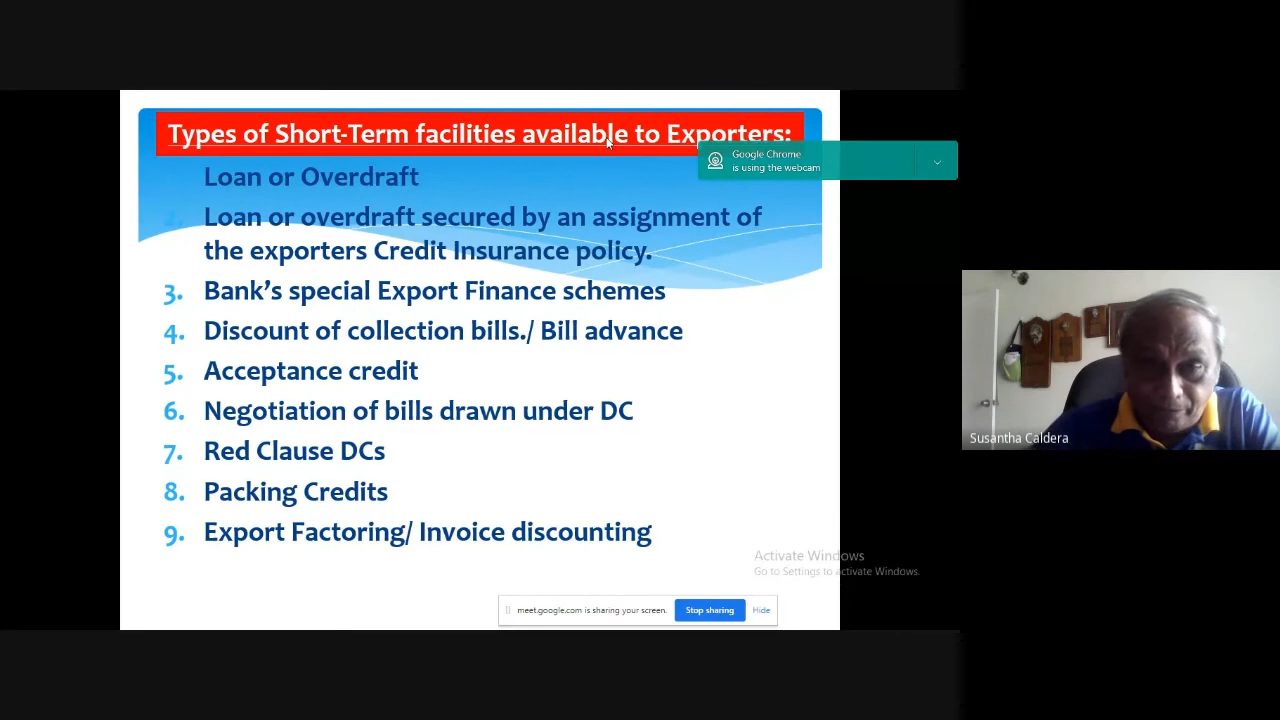 Types of Short-Term facilities available to Exporters:
Google Chrome
is using the webcam
Loan or Overdraft
2. Loan or overdraft secured by an assignment of
the exporters Credit Insurance policy.
3. Bank's special Export Finance schemes
4. Discount of collection bills./ Bill advance
5. Acceptance credit
6. Negotiation of bills drawn under DC
7. Red Clause DCs
8. Packing Credits
9. Export Factoring/ Invoice discounting
Susantha Caldera
Activate Windows
Go to Settings to activate Windows.
meet.google.com is sharing your screen.
Stop sharing
Hide